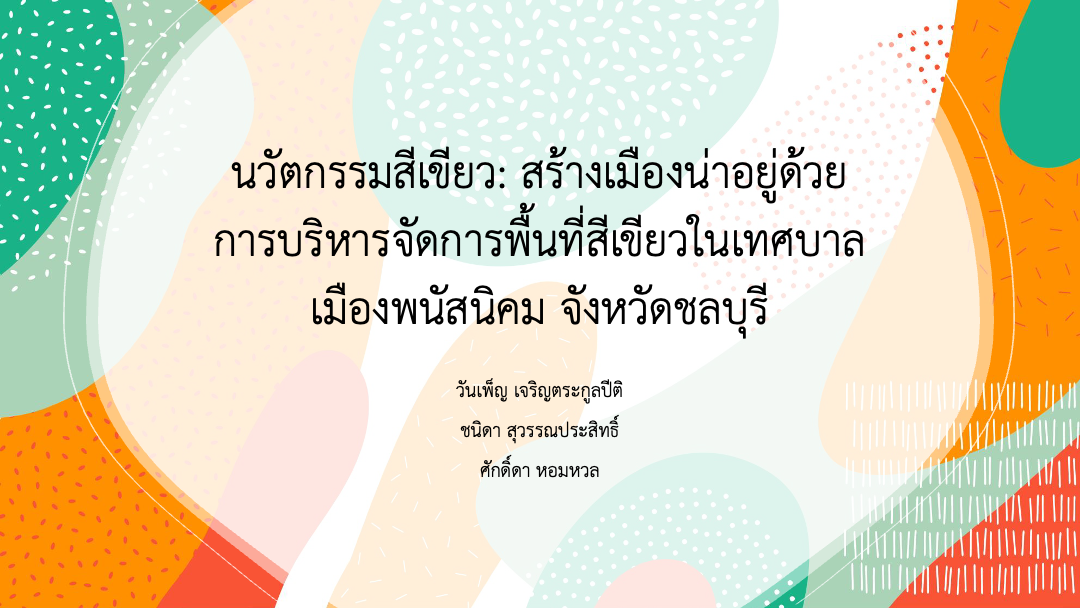 นวัตกรรมสีเขียว: สร้างเมืองน่าอยู่ด้วย
การบริหารจัดการพื้นที่สีเขียวในเทศบาล
เมืองพนัสนิคม จังหวัดชลบุรี
วันเพ็ญ เจริญตระกูลปีติ
ชนิดา สุวรรณประสิทธิ์
ศักดิ์ดา หอมหวล